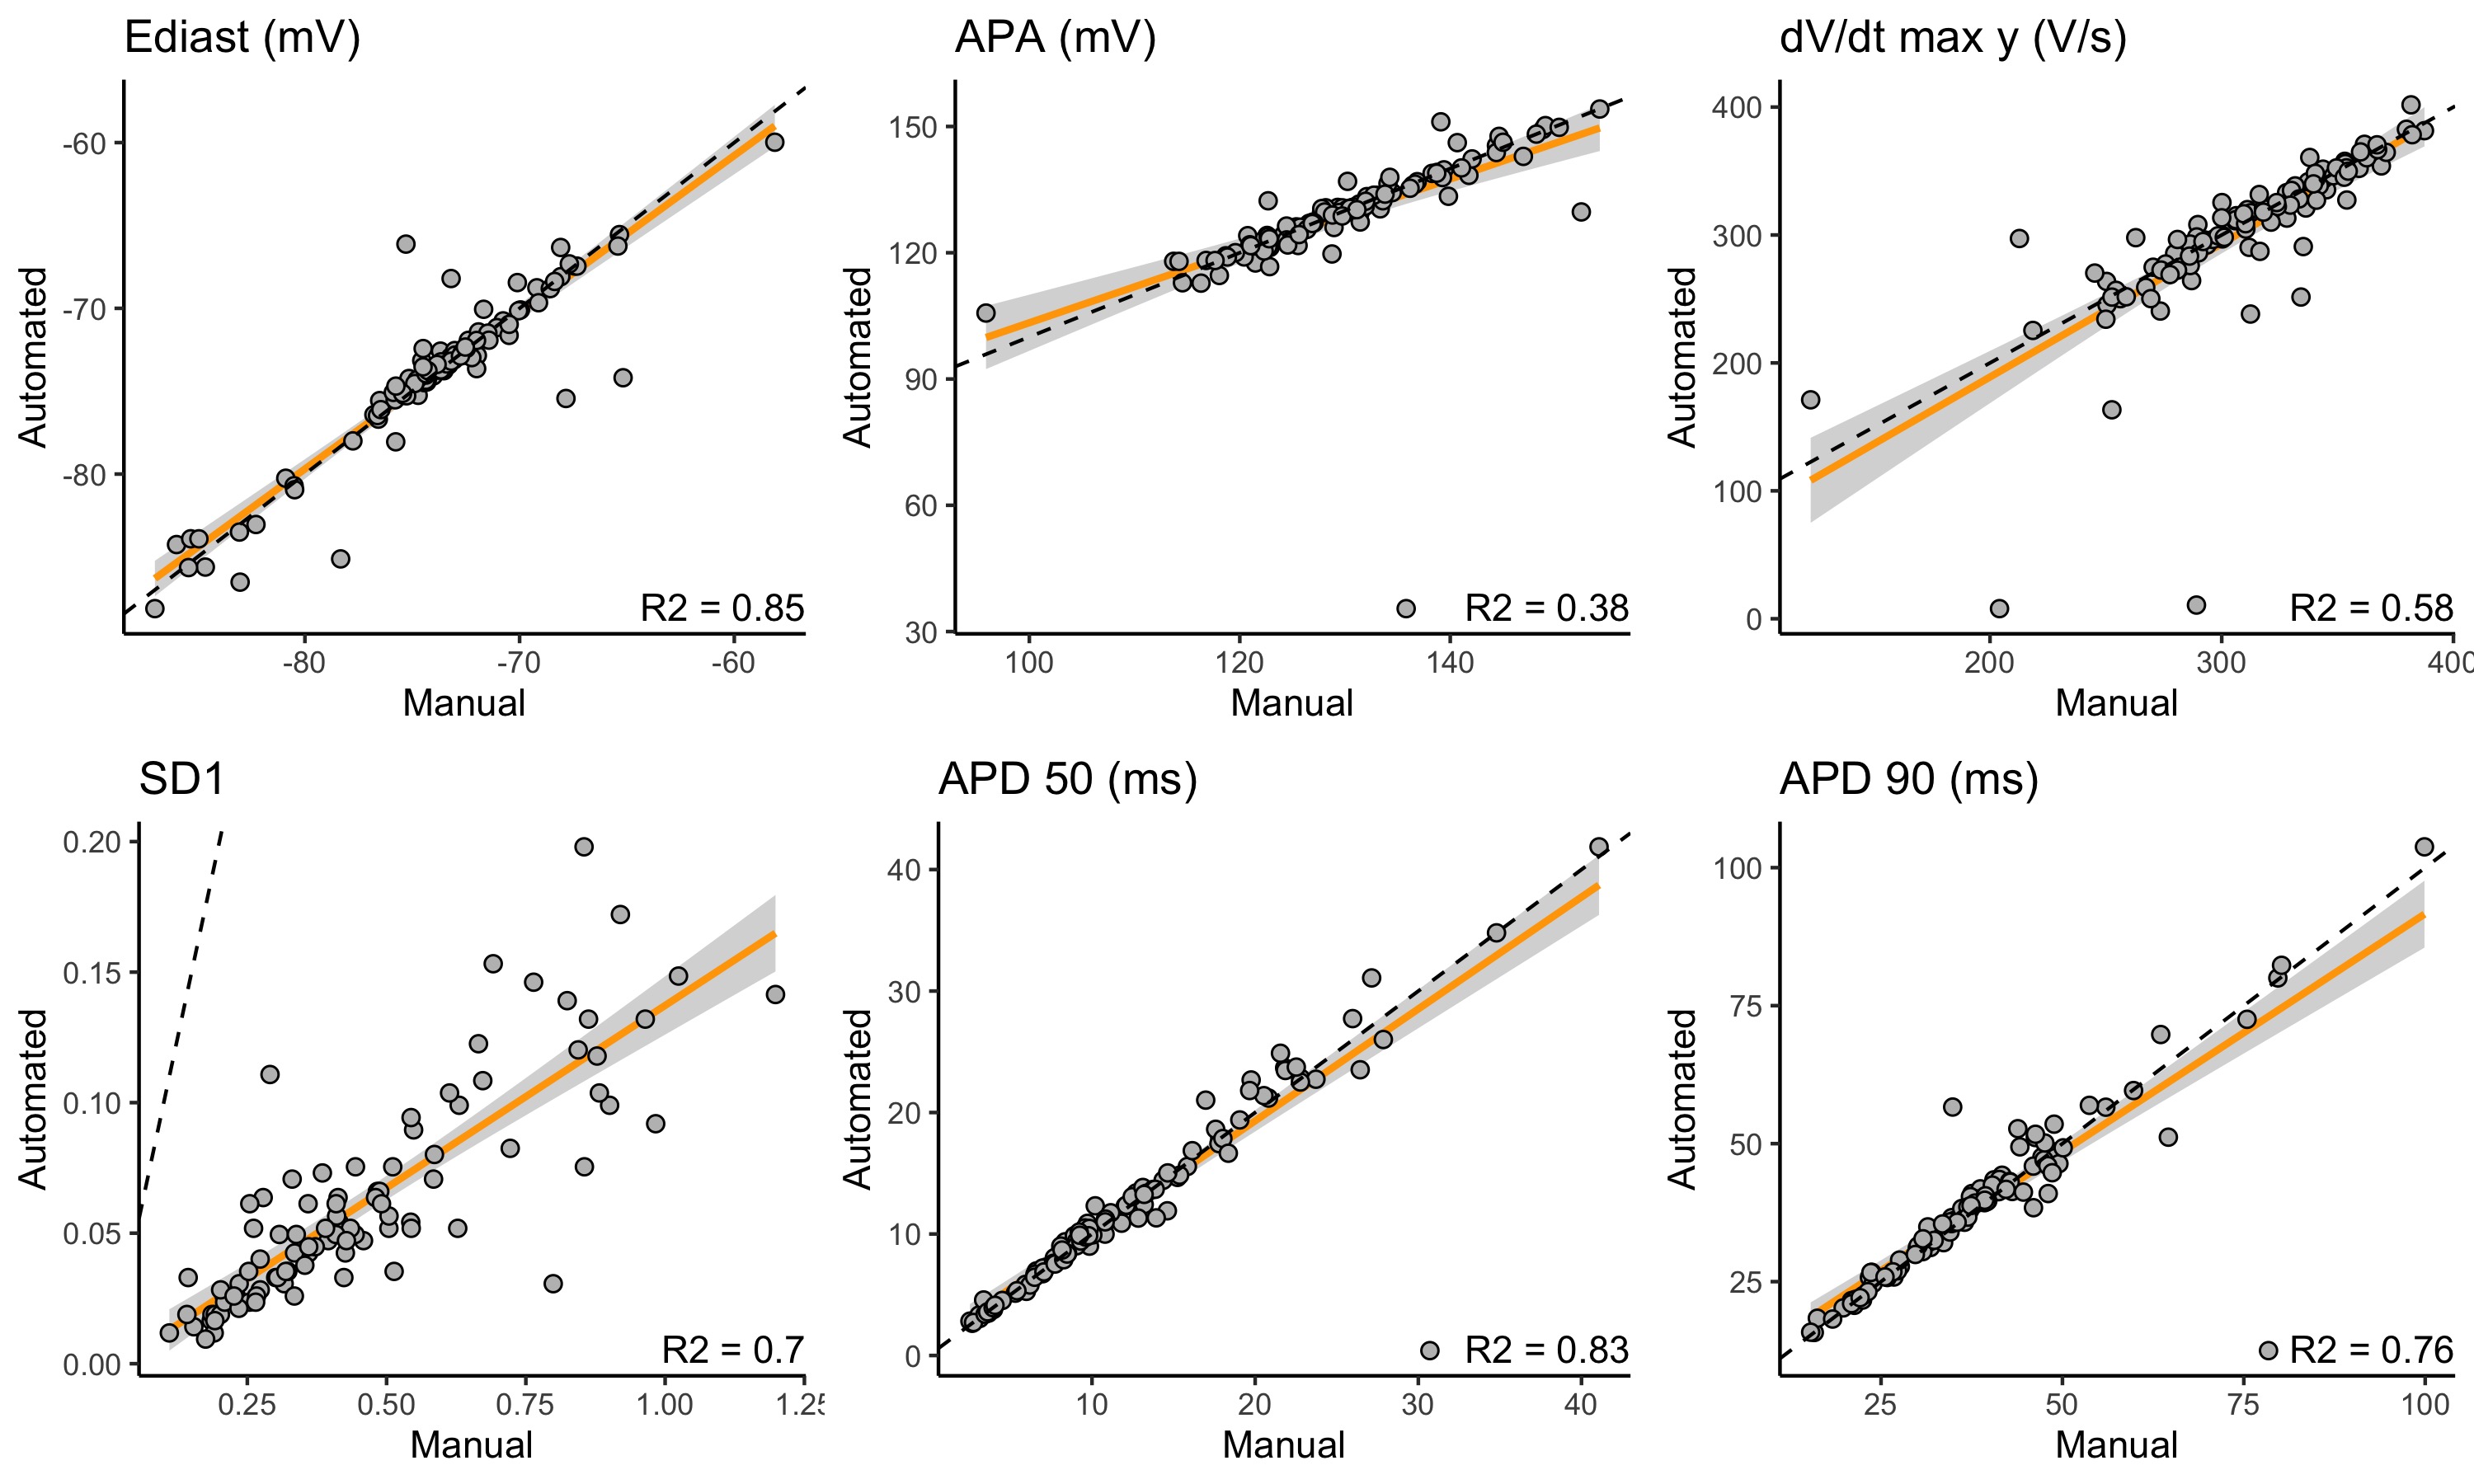 Ediast (mV)
-60
-70
-80
Automated
-80 -70 -60
Manual
R2 = 0.85
APA (mV)
150
120
90
60
30
Automated
100 120 140
Manual
R2 = 0.38
dV/dt max y (V/s)
400
300
200
100
0
Automated
200 300 400
Manual
R2 = 0.58
SD1
0.20
0.15
0.10
0.05
0.00
Automated
0.25 0.50 0.75 1.00 1.25
Manual
R2 = 0.7
APD 50 (ms)
40
30
20
10
0
Automated
10 20 30 40
Manual
R2 = 0.83
APD 90 (ms)
100
75
50
25
Automated
25 50 75 100
Manual
R2 = 0.76